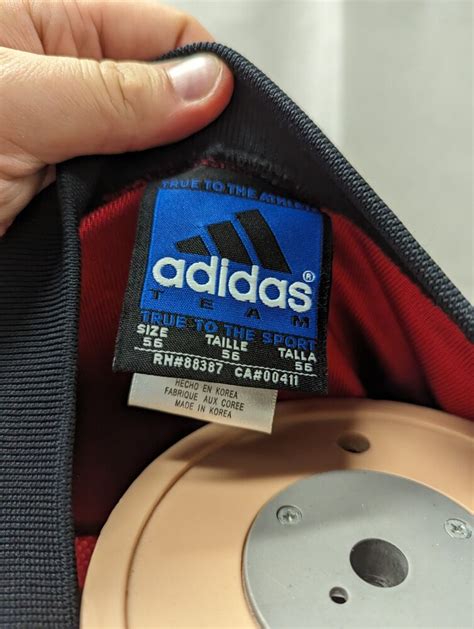 TRUE TO THE ATHLETE
adidas®
TEAM
TRUE TO THE SPORT
SIZE TAILLE TALLA
56 56 56
RN#88387 CA#00411
HECHO EN KOREA
FABRIQUE AUX COREE
MADE IN KOREA